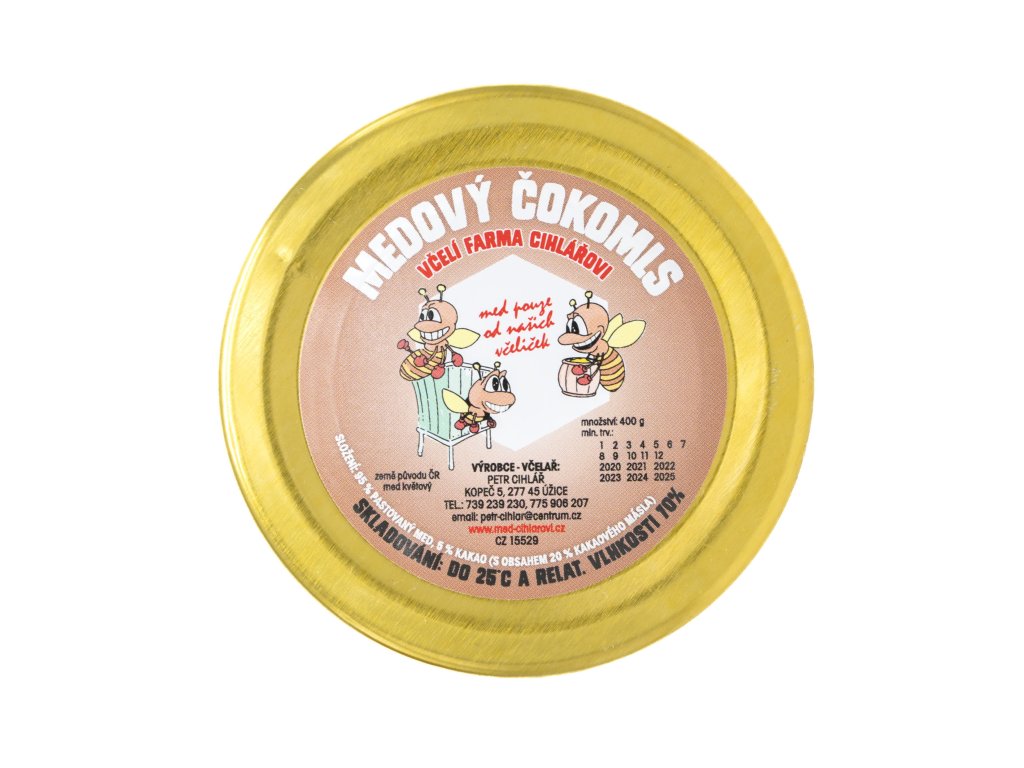 MEDOVÝ ČOKOMLS
VČELÍ FARMA CIHLÁŘOVI
med pouze
od našich
včeliček
množství: 400 g
min. trv.:
1 2 3 4 5 6 7
8 9 10 11 12
2020 2021 2022
2023 2024 2025
země původu ČR
med květový
VÝROBCE - VČELAŘ:
PETR CIHLÁŘ
KOPEČ 5, 277 45 ÚŽICE
TEL.: 739 239 230, 775 906 207
email: petr-cihlar@centrum.cz
www.med-cihlarovi.cz
CZ 15529
SLOŽENÍ: 95 % PASTOVANÝ MED, 5 % KAKAO (S OBSAHEM 20 % KAKAOVÉHO MÁSLA)
SKLADOVÁNÍ: DO 25°C A RELAT. VLHKOSTI 70%